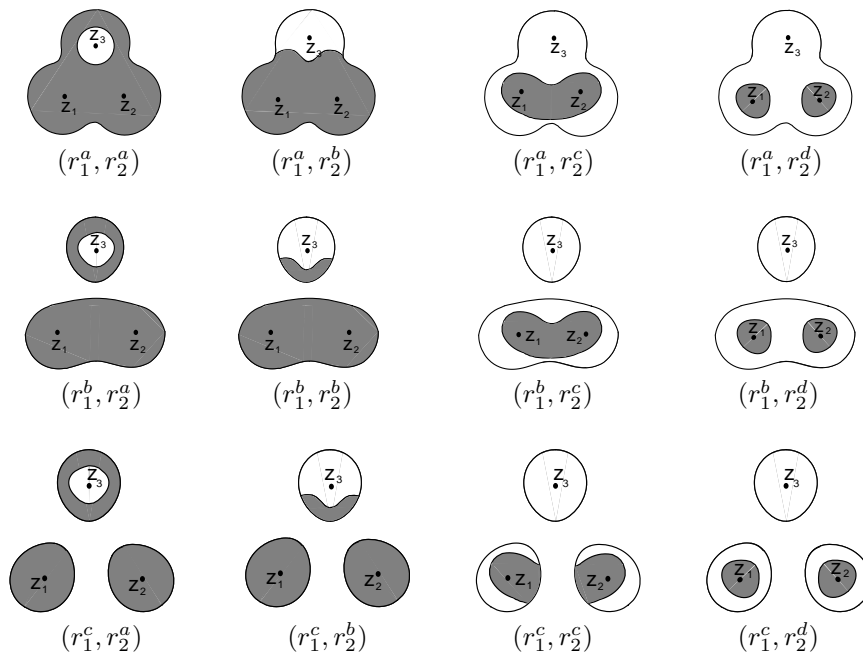 z₃ z₃ z₃ z₃
z₁ z₂ z₁ z₂ z₁ z₂ z₁ z₂
(r₁ᵃ, r₂ᵃ) (r₁ᵃ, r₂ᵇ) (r₁ᵃ, r₂ᶜ) (r₁ᵃ, r₂ᵈ)
z₃ z₃ z₃ z₃
z₁ z₂ z₁ z₂ z₁ z₂ z₁ z₂
(r₁ᵇ, r₂ᵃ) (r₁ᵇ, r₂ᵇ) (r₁ᵇ, r₂ᶜ) (r₁ᵇ, r₂ᵈ)
z₃ z₃ z₃ z₃
z₁ z₂ z₁ z₂ z₁ z₂ z₁ z₂
(r₁ᶜ, r₂ᵃ) (r₁ᶜ, r₂ᵇ) (r₁ᶜ, r₂ᶜ) (r₁ᶜ, r₂ᵈ)